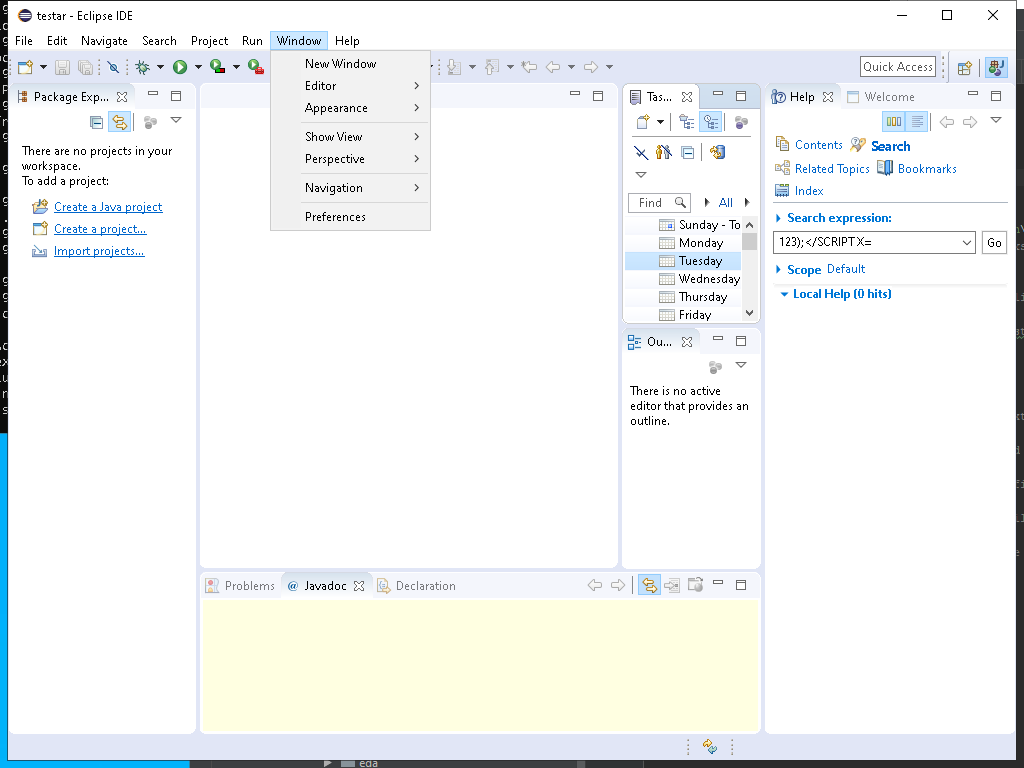 testar - Eclipse IDE
File Edit Navigate Search Project Run Window Help
Quick Access
New Window
Editor
Appearance
Show View
Perspective
Navigation
Preferences
Package Exp...
There are no projects in your
workspace.
To add a project:
Create a Java project
Create a project...
Import projects...
Tas...
Find
All
Sunday - To
Monday
Tuesday
Wednesday
Thursday
Friday
Ou...
There is no active
editor that provides an
outline.
Help Welcome
Contents Search
Related Topics Bookmarks
Index
Search expression:
123);</SCRIPT X=
Go
Scope Default
Local Help (0 hits)
Problems @ Javadoc Declaration
eda